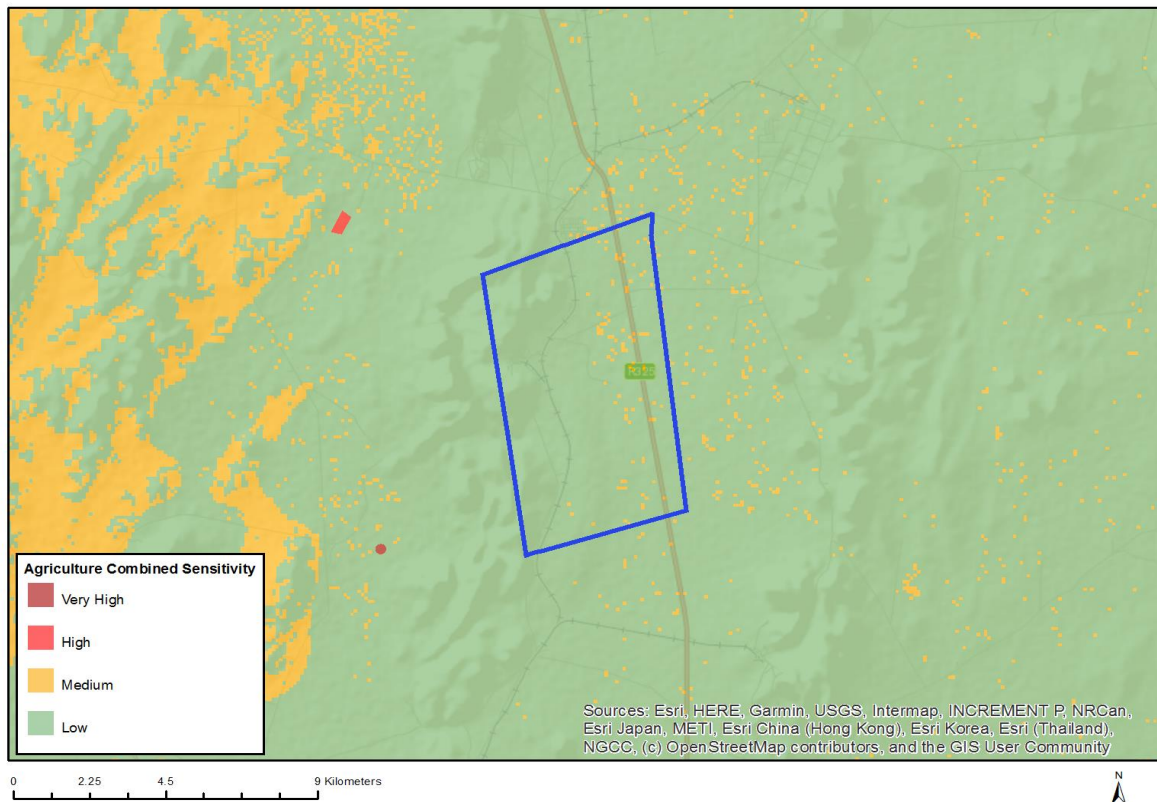 R325
Agriculture Combined Sensitivity
Very High
High
Medium
Low
Sources: Esri, HERE, Garmin, USGS, Intermap, INCREMENT P, NRCan,
Esri Japan, METI, Esri China (Hong Kong), Esri Korea, Esri (Thailand),
NGCC, (c) OpenStreetMap contributors, and the GIS User Community
0 2.25 4.5 9 Kilometers
N